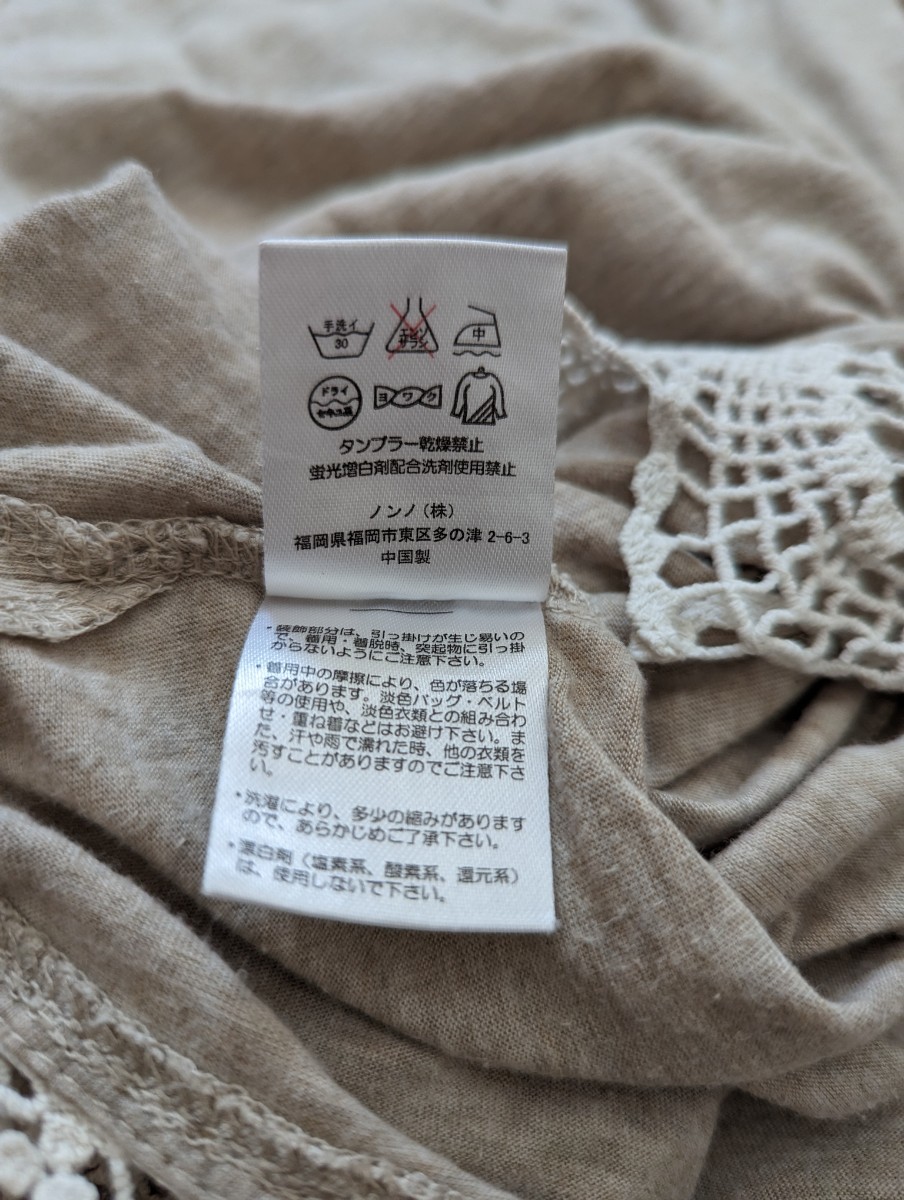 手洗イ
30
エンソ
サラシ
中
ドライ
セキユ系
ヨワク
タンブラー乾燥禁止
蛍光増白剤配合洗剤使用禁止
ノンノ(株)
福岡県福岡市東区多の津 2-6-3
中国製
・装飾部分は、引っ掛けが生じ易いの
で、着用・着脱時、突起物に引っ掛
からないようにご注意下さい。
・着用中の摩擦により、色が落ちる場
合があります。淡色バッグ・ベルト
等の使用や、淡色衣類との組み合わ
せ・重ね着などはお避け下さい。ま
た、汗や雨で濡れた時、他の衣類を
汚すことがありますのでご注意下さ
い。
・洗濯により、多少の縮みがあります
ので、あらかじめご了承下さい。
・漂白剤(塩素系、酸素系、還元系)
は、使用しないで下さい。